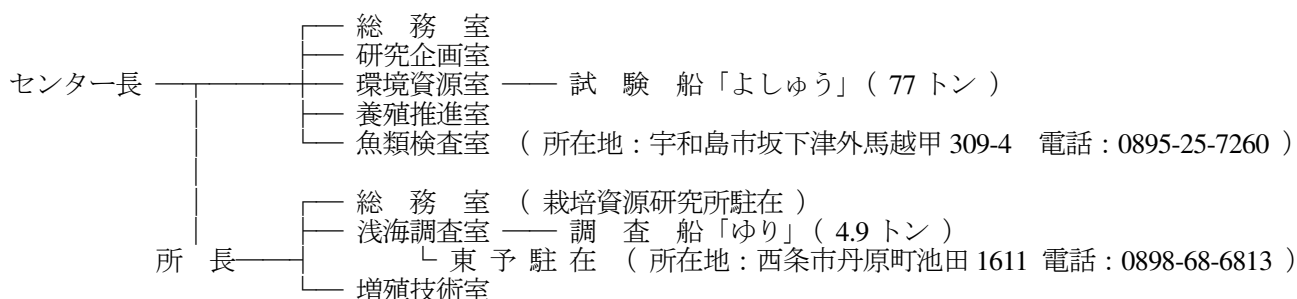 総 務 室
研究企画室
センター長 環境資源室 試 験 船「よしゅう」( 77 トン )
養殖推進室
魚類検査室 ( 所在地：宇和島市坂下津外馬越甲 309-4 電話：0895-25-7260 )
総 務 室 ( 栽培資源研究所駐在 )
浅海調査室 調 査 船「ゆり」( 4.9 トン )
所 長 東 予 駐 在 ( 所在地：西条市丹原町池田 1611 電話：0898-68-6813 )
増殖技術室